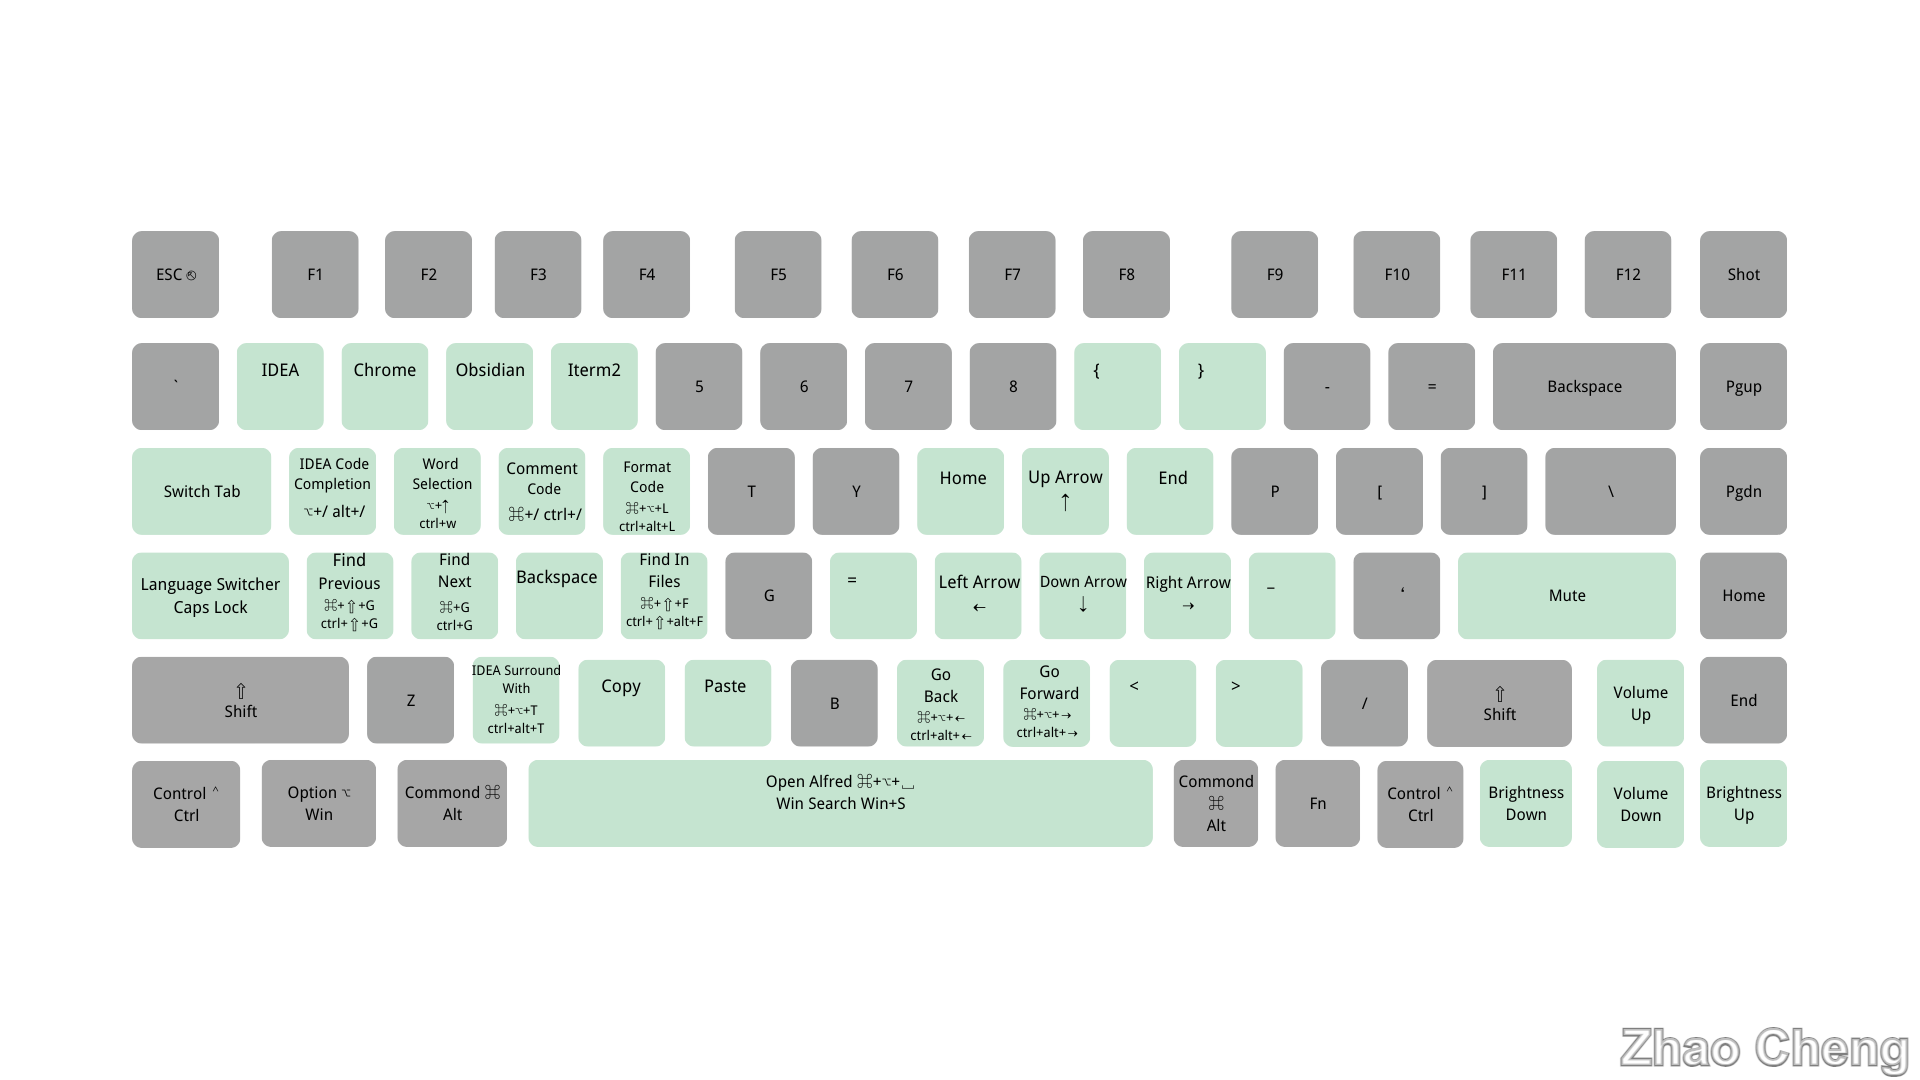 ESC ⎋ F1 F2 F3 F4 F5 F6 F7 F8 F9 F10 F11 F12 Shot
` IDEA Chrome Obsidian Iterm2 5 6 7 8 { } - = Backspace Pgup
Switch Tab
IDEA Code
Completion
⌥+/ alt+/
Word
Selection
⌥+↑
ctrl+w
Comment
Code
⌘+/ ctrl+/
Format
Code
⌘+⌥+L
ctrl+alt+L
T Y Home
Up Arrow
↑
End P [ ] \ Pgdn
Language Switcher
Caps Lock
Find
Previous
⌘+⇧+G
ctrl+⇧+G
Find
Next
⌘+G
ctrl+G
Backspace
Find In
Files
⌘+⇧+F
ctrl+⇧+alt+F
G =
Left Arrow
←
Down Arrow
↓
Right Arrow
→
_ ‘ Mute Home
⇧
Shift
Z
IDEA Surround
With
⌘+⌥+T
ctrl+alt+T
Copy Paste B
Go
Back
⌘+⌥+←
ctrl+alt+←
Go
Forward
⌘+⌥+→
ctrl+alt+→
< > /
⇧
Shift
Volume
Up
End
Control ^
Ctrl
Option ⌥
Win
Commond ⌘
Alt
Open Alfred ⌘+⌥+⎵
Win Search Win+S
Commond
⌘
Alt
Fn
Control ^
Ctrl
Brightness
Down
Volume
Down
Brightness
Up
Zhao Cheng